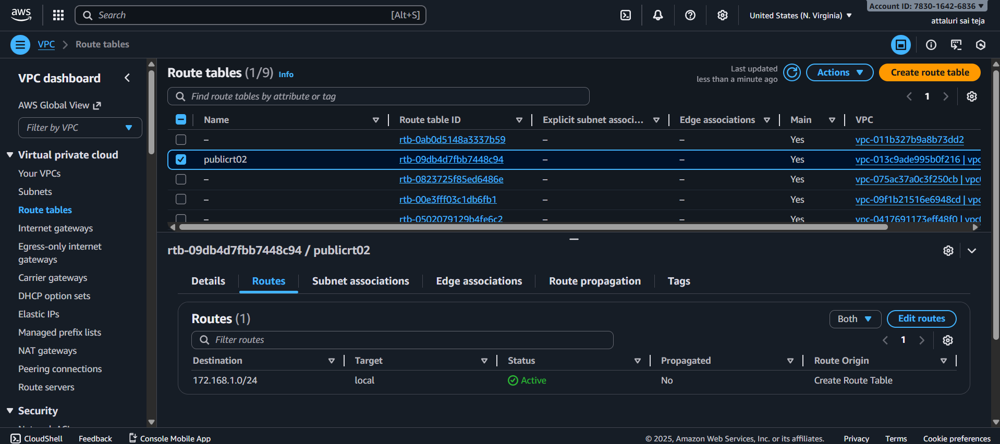 aws
Search [Alt+S]
United States (N. Virginia)
Account ID: 7830-1642-6836
attaluri sai teja
VPC > Route tables
VPC dashboard
AWS Global View
Filter by VPC
Virtual private cloud
Your VPCs
Subnets
Route tables
Internet gateways
Egress-only internet
gateways
Carrier gateways
DHCP option sets
Elastic IPs
Managed prefix lists
NAT gateways
Peering connections
Route servers
Security
Route tables (1/9) Info
Last updated
less than a minute ago
Actions
Create route table
Find route tables by attribute or tag
1
Name Route table ID Explicit subnet associ... Edge associations Main VPC
– rtb-0ab0d5148a3337b59 – – Yes vpc-011b327b9a8b73dd2
publicrt02 rtb-09db4d7fbb7448c94 – – Yes vpc-013c9ade995b0f216 | vpc
– rtb-0823725f85ed6486e – – Yes vpc-075ac37a0c3f250cb | vpc
– rtb-00e3fff03c1db6fb1 – – Yes vpc-09f1b21516e6948cd | vpc
– rtb-0502079129b4fe6c2 – – Yes vpc-0417691173eff48f0 | vpc
rtb-09db4d7fbb7448c94 / publicrt02
Details Routes Subnet associations Edge associations Route propagation Tags
Routes (1)
Both
Edit routes
Filter routes
1
Destination Target Status Propagated Route Origin
172.168.1.0/24 local Active No Create Route Table
CloudShell Feedback Console Mobile App © 2025, Amazon Web Services, Inc. or its affiliates. Privacy Terms Cookie preferences